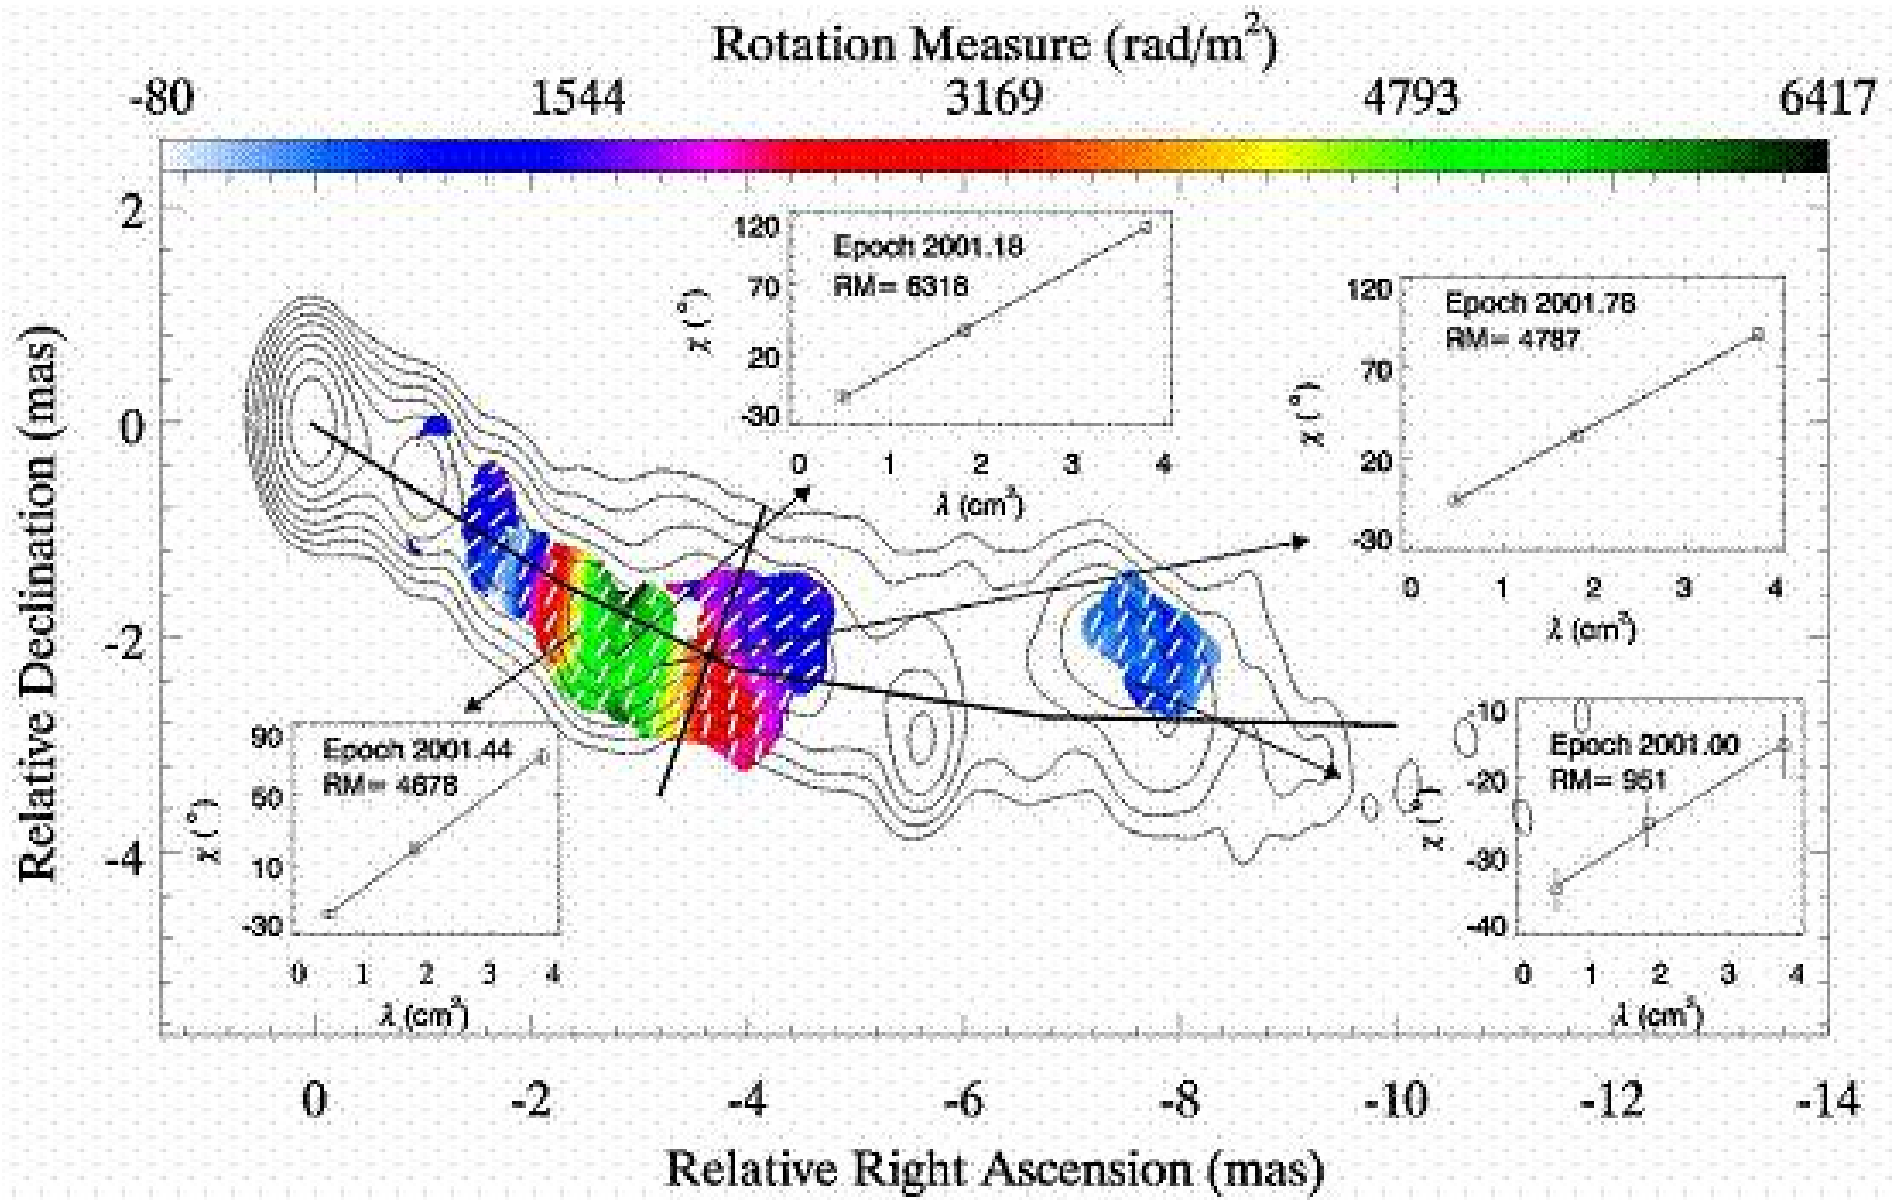 Rotation Measure (rad/m²)
-80 1544 3169 4793 6417
Relative Declination (mas)
2
0
-2
-4
Epoch 2001.18
RM= 6318
120
70
20
-30
χ (°)
0 1 2 3 4
λ (cm²)
Epoch 2001.78
RM= 4787
120
70
20
-30
χ (°)
0 1 2 3 4
λ (cm²)
Epoch 2001.44
RM= 4678
90
50
10
-30
χ (°)
0 1 2 3 4
λ (cm²)
Epoch 2001.00
RM= 951
-10
-20
-30
-40
χ (°)
0 1 2 3 4
λ (cm²)
0 -2 -4 -6 -8 -10 -12 -14
Relative Right Ascension (mas)